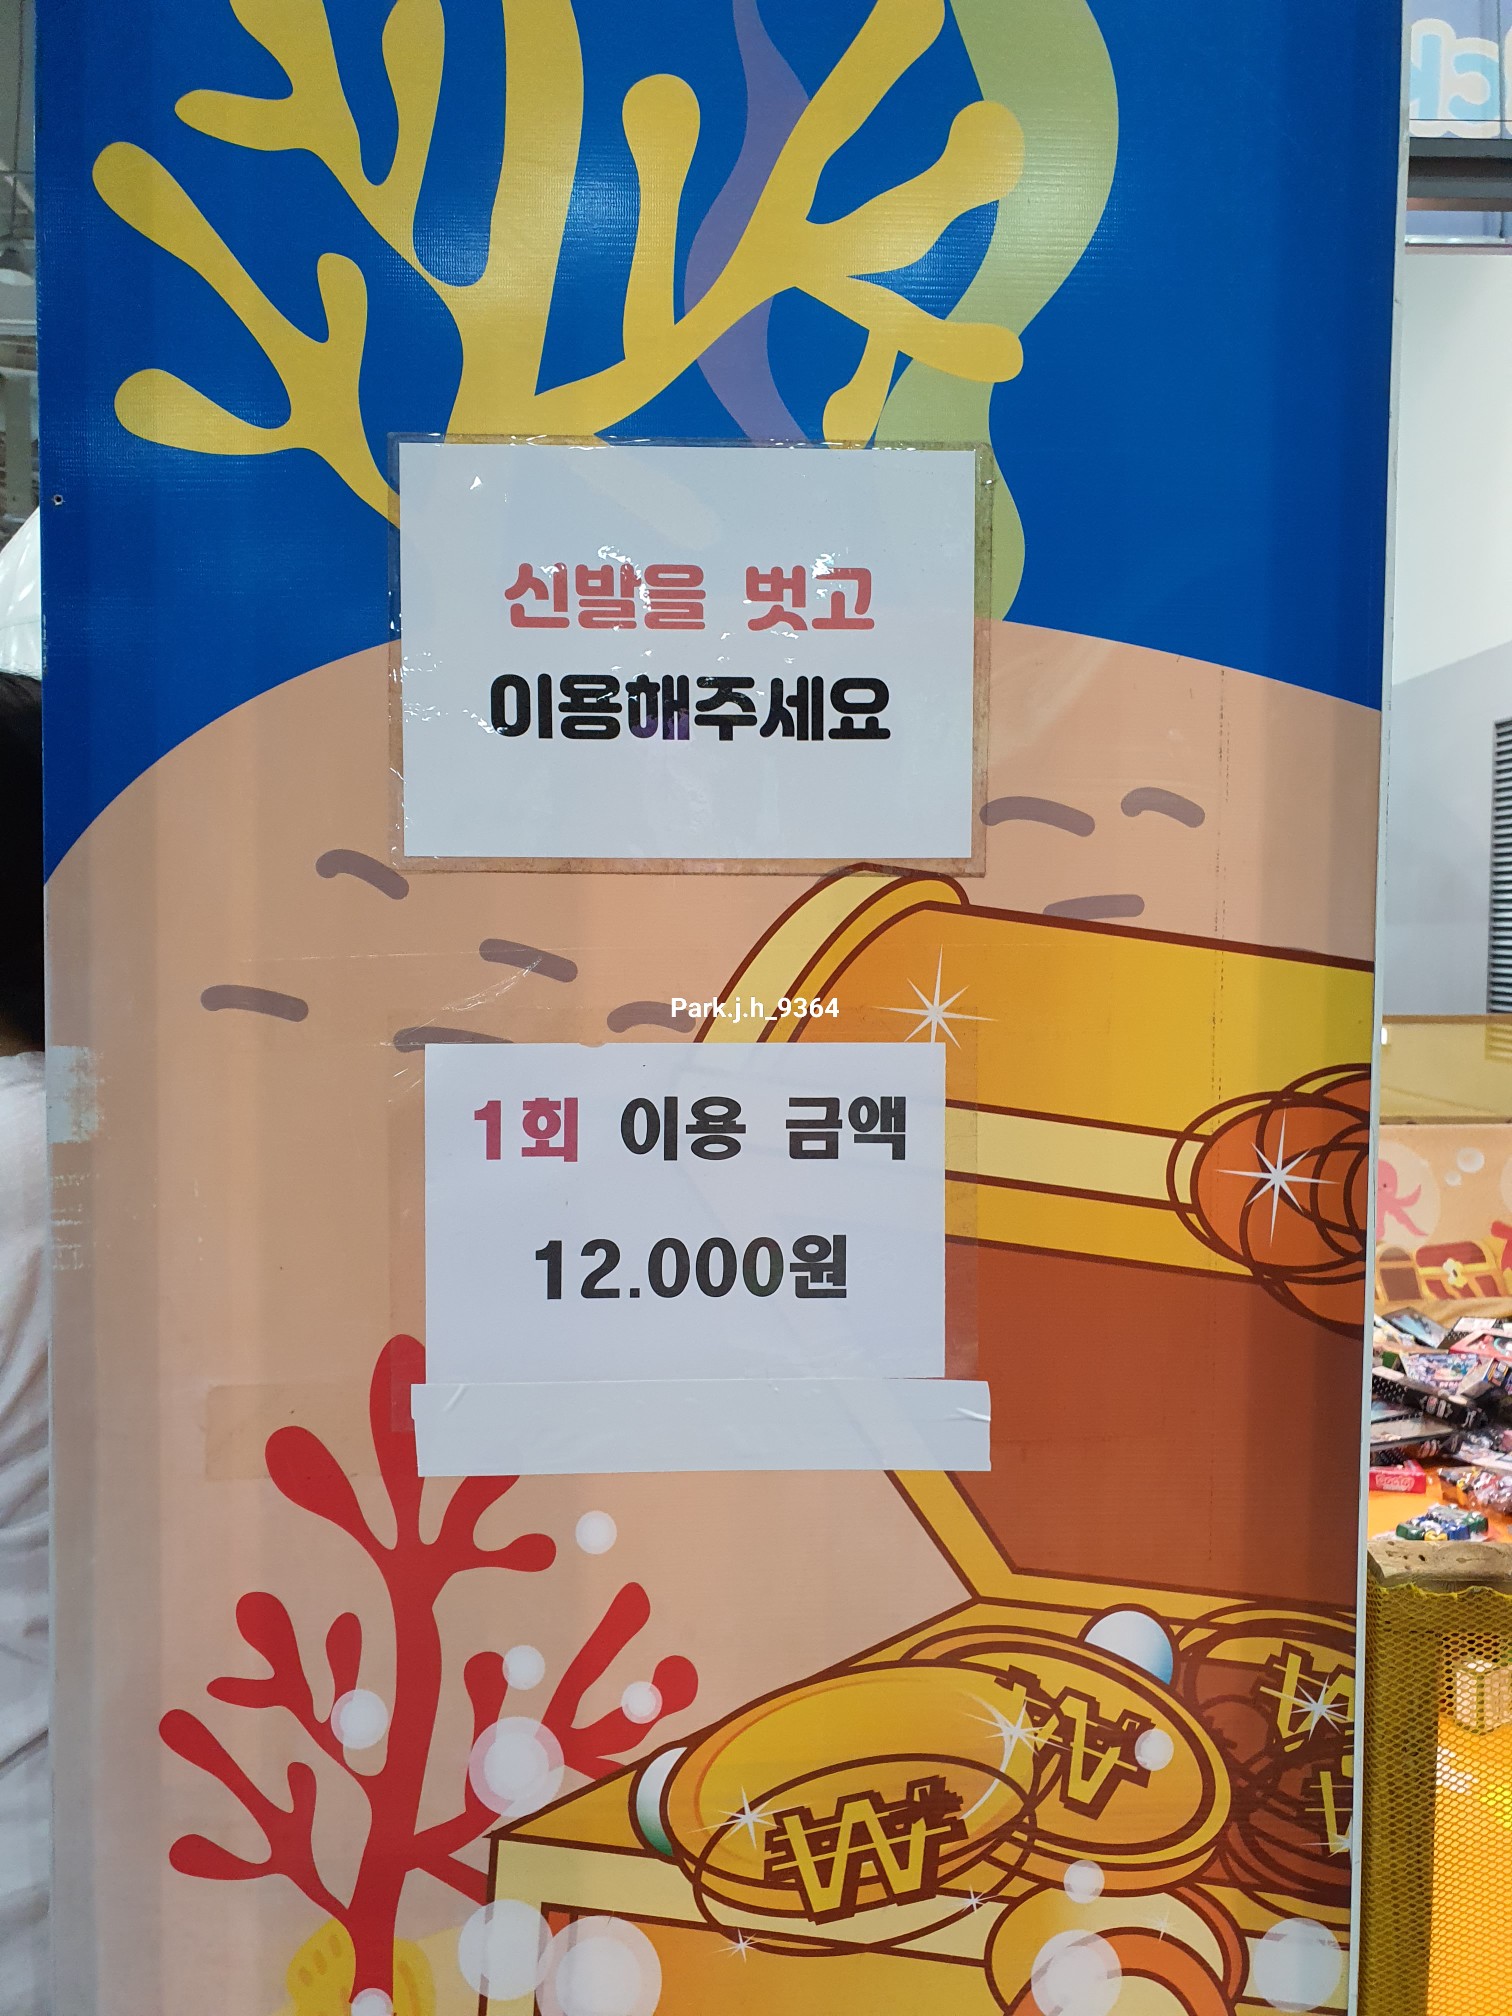 신발을 벗고
이용해주세요
Park.j.h_9364
1회 이용 금액
12.000원
₩
₩
₩
₩